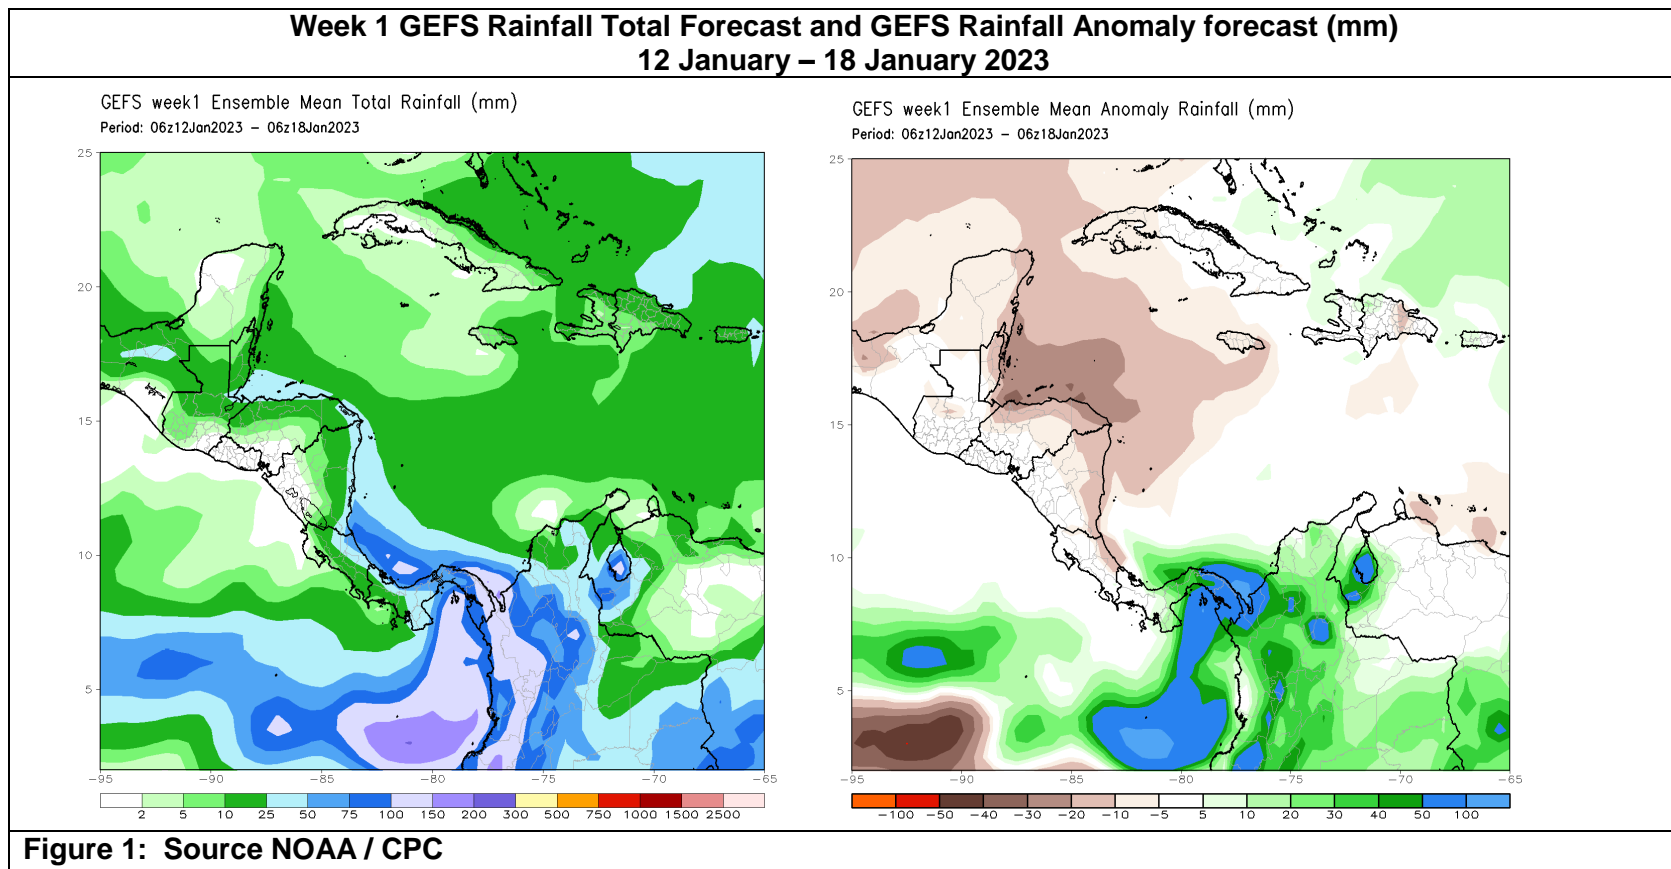 Week 1 GEFS Rainfall Total Forecast and GEFS Rainfall Anomaly forecast (mm)
12 January – 18 January 2023
GEFS week1 Ensemble Mean Total Rainfall (mm)
Period: 06z12Jan2023 – 06z18Jan2023
25
20
15
10
5
−95 −90 −85 −80 −75 −70 −65
2 5 10 25 50 75 100 150 200 300 500 750 1000 1500 2500
GEFS week1 Ensemble Mean Anomaly Rainfall (mm)
Period: 06z12Jan2023 – 06z18Jan2023
25
20
15
10
5
−95 −90 −85 −80 −75 −70 −65
−100 −50 −40 −30 −20 −10 −5 5 10 20 30 40 50 100
Figure 1: Source NOAA / CPC